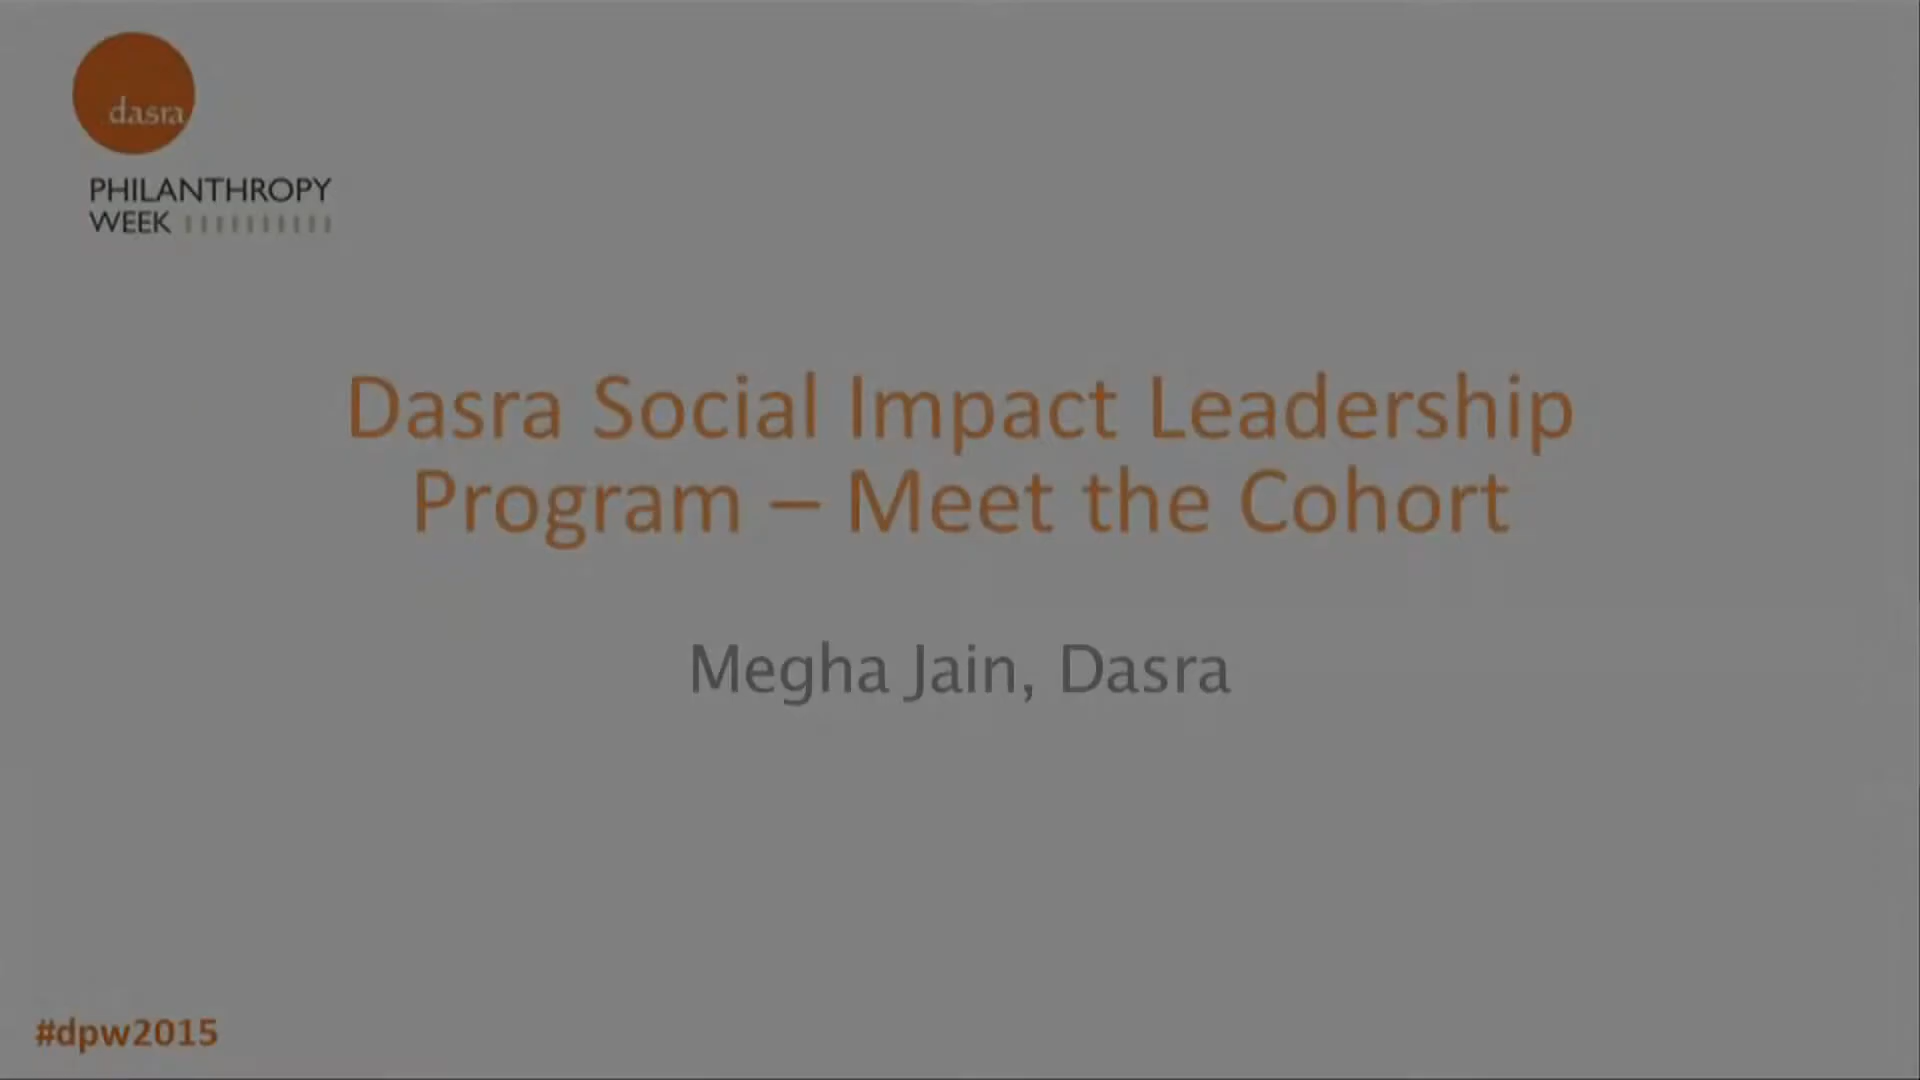 dasra
PHILANTHROPY
WEEK
Dasra Social Impact Leadership
Program – Meet the Cohort
Megha Jain, Dasra
#dpw2015